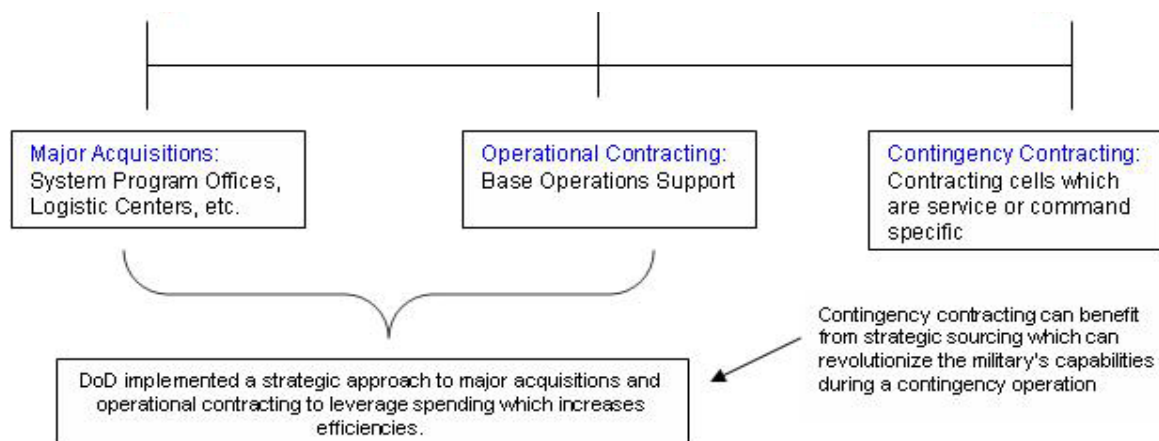 Major Acquisitions:
System Program Offices,
Logistic Centers, etc.
Operational Contracting:
Base Operations Support
Contingency Contracting:
Contracting cells which
are service or command
specific
Contingency contracting can benefit
from strategic sourcing which can
revolutionize the military's capabilities
during a contingency operation
DoD implemented a strategic approach to major acquisitions and
operational contracting to leverage spending which increases
efficiencies.